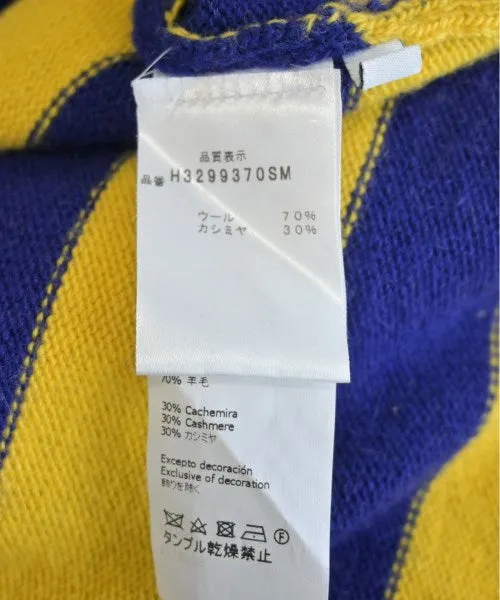 品質表示
品番 H3299370SM
ウール 70%
カシミヤ 30%
70% 羊毛
30% Cachemira
30% Cashmere
30% カシミヤ
Excepto decoración
Exclusive of decoration
飾りを除く
Ⓕ
タンブル乾燥禁止